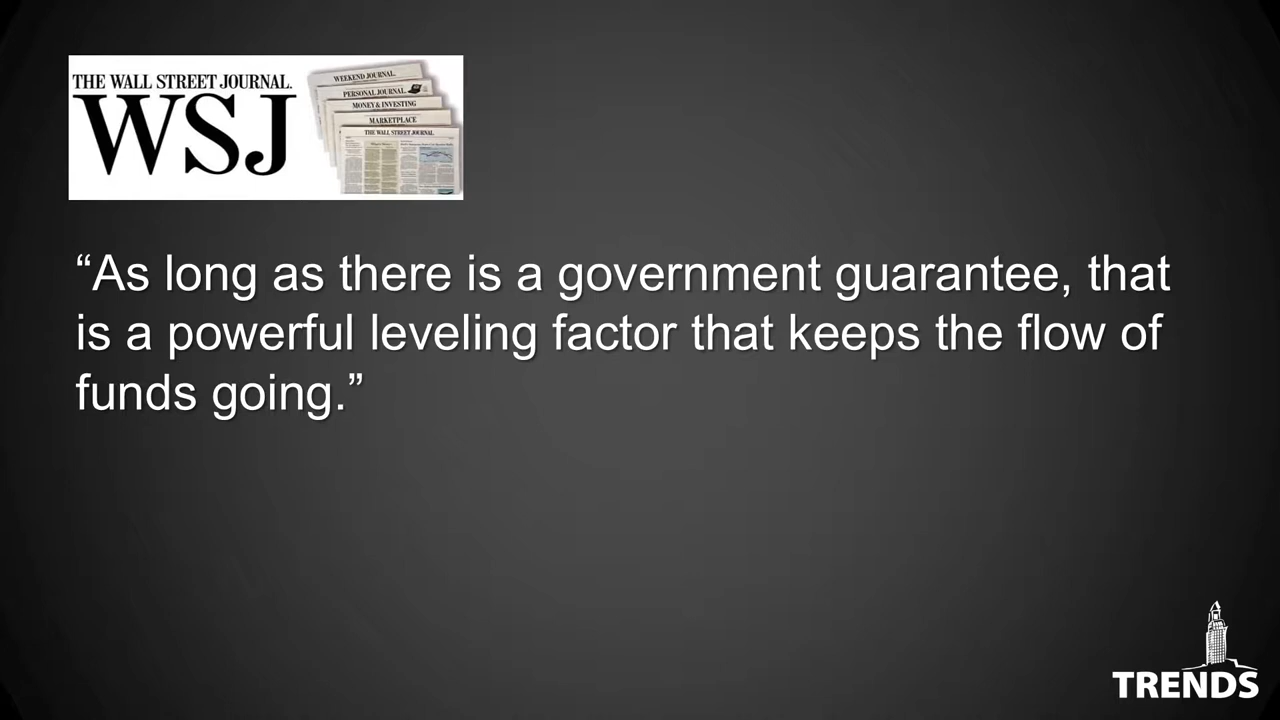 THE WALL STREET JOURNAL.
WSJ
WEEKEND JOURNAL.
PERSONAL JOURNAL
MONEY & INVESTING
MARKETPLACE
THE WALL STREET JOURNAL
“As long as there is a government guarantee, that
is a powerful leveling factor that keeps the flow of
funds going.”
TRENDS